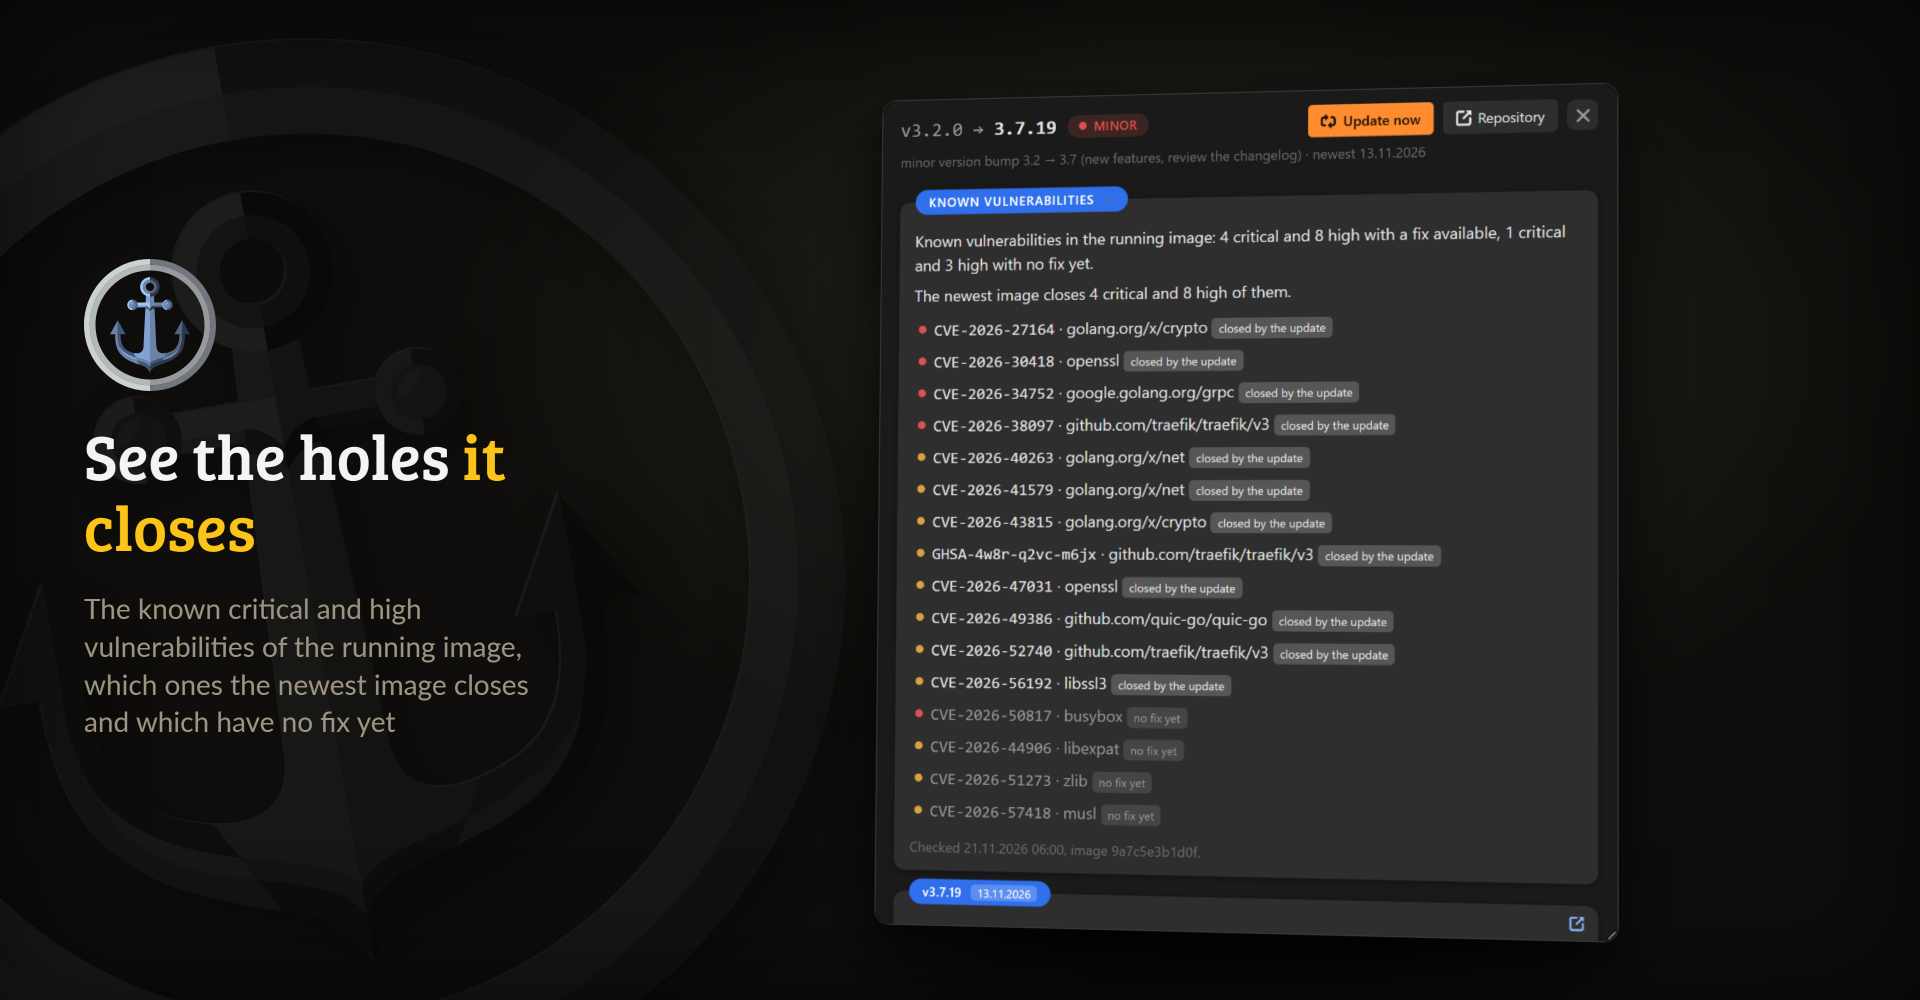 See the holes it
closes
The known critical and high
vulnerabilities of the running image,
which ones the newest image closes
and which have no fix yet
v3.2.0 → 3.7.19 MINOR Update now Repository
minor version bump 3.2 → 3.7 (new features, review the changelog) · newest 13.11.2026
KNOWN VULNERABILITIES
Known vulnerabilities in the running image: 4 critical and 8 high with a fix available, 1 critical
and 3 high with no fix yet.
The newest image closes 4 critical and 8 high of them.
CVE-2026-27164 · golang.org/x/crypto closed by the update
CVE-2026-30418 · openssl closed by the update
CVE-2026-34752 · google.golang.org/grpc closed by the update
CVE-2026-38097 · github.com/traefik/traefik/v3 closed by the update
CVE-2026-40263 · golang.org/x/net closed by the update
CVE-2026-41579 · golang.org/x/net closed by the update
CVE-2026-43815 · golang.org/x/crypto closed by the update
GHSA-4w8r-q2vc-m6jx · github.com/traefik/traefik/v3 closed by the update
CVE-2026-47031 · openssl closed by the update
CVE-2026-49386 · github.com/quic-go/quic-go closed by the update
CVE-2026-52740 · github.com/traefik/traefik/v3 closed by the update
CVE-2026-56192 · libssl3 closed by the update
CVE-2026-50817 · busybox no fix yet
CVE-2026-44906 · libexpat no fix yet
CVE-2026-51273 · zlib no fix yet
CVE-2026-57418 · musl no fix yet
Checked 21.11.2026 06:00, image 9a7c5e3b1d0f.
v3.7.19 13.11.2026